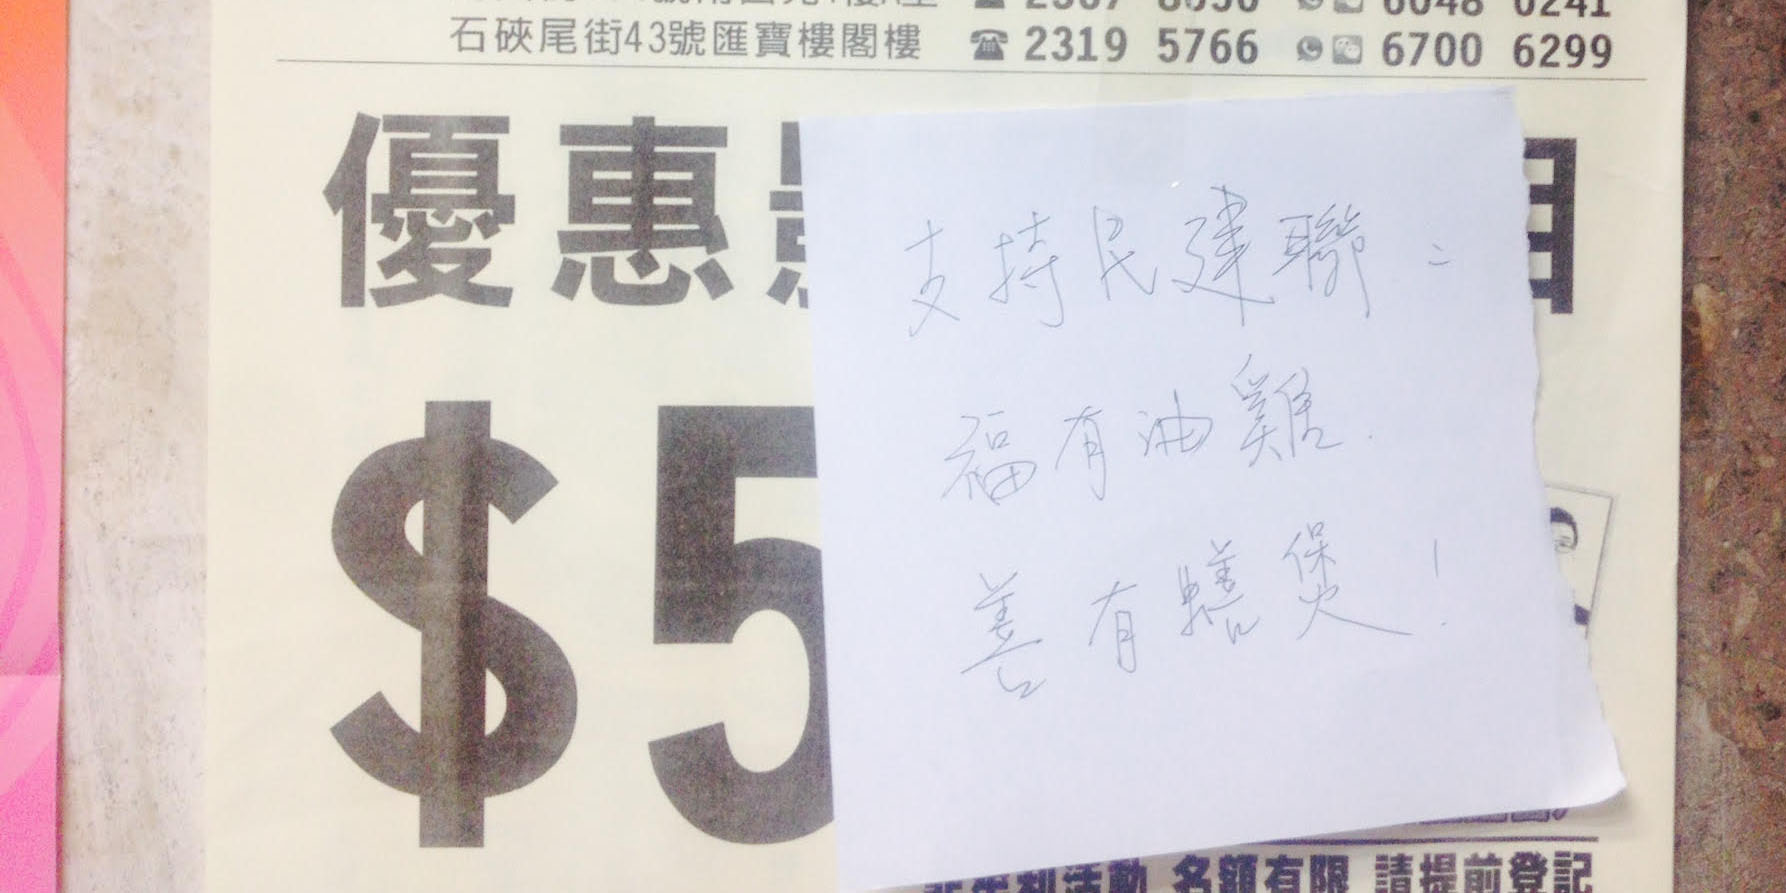 石硤尾街43號匯寶樓閣樓 ☎ 2319 5766 6700 6299
優惠
$5
支持民建聯：
福有油雞.
善有蟮煲！
名額有限 請提前登記